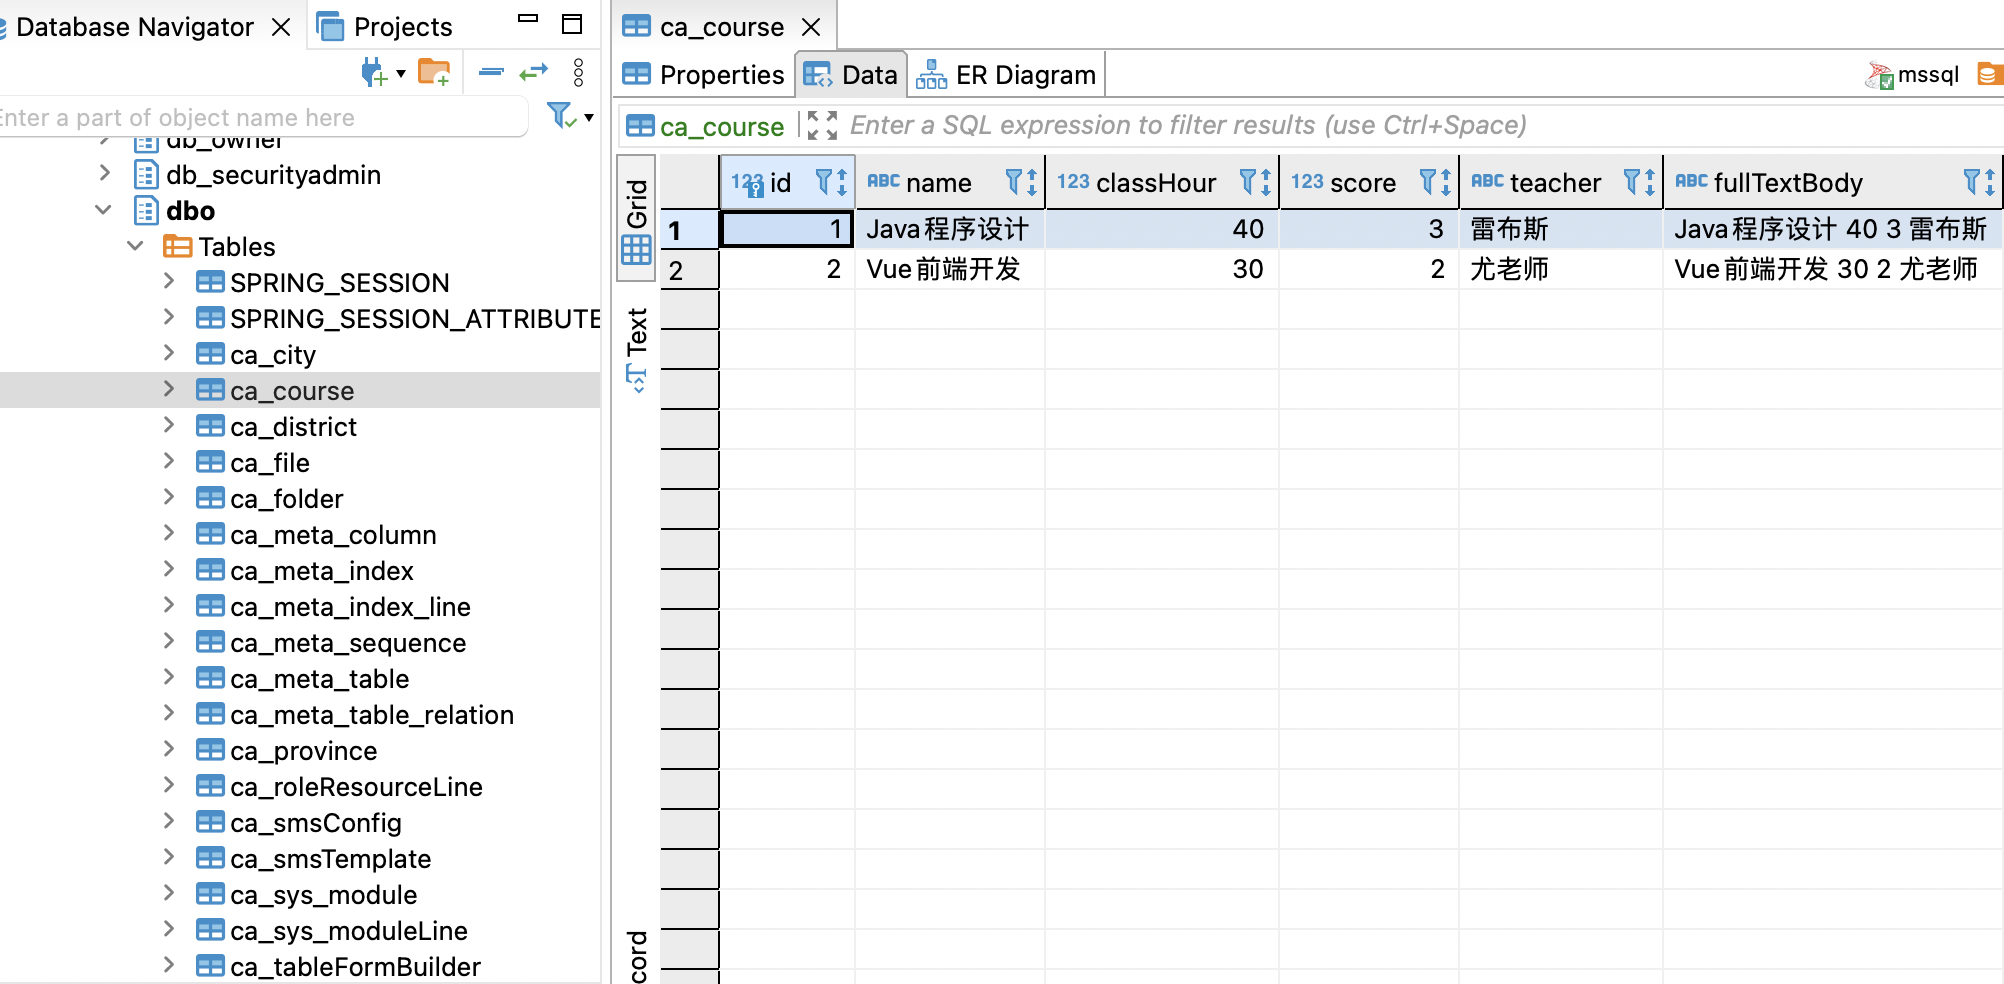 Database Navigator
Projects
Enter a part of object name here
db_owner
db_securityadmin
dbo
Tables
SPRING_SESSION
SPRING_SESSION_ATTRIBUTE
ca_city
ca_course
ca_district
ca_file
ca_folder
ca_meta_column
ca_meta_index
ca_meta_index_line
ca_meta_sequence
ca_meta_table
ca_meta_table_relation
ca_province
ca_roleResourceLine
ca_smsConfig
ca_smsTemplate
ca_sys_module
ca_sys_moduleLine
ca_tableFormBuilder
ca_course
Properties Data ER Diagram mssql
ca_course Enter a SQL expression to filter results (use Ctrl+Space)
Grid
Text
cord
123 id ABC name 123 classHour 123 score ABC teacher ABC fullTextBody
1 1 Java程序设计 40 3 雷布斯 Java程序设计 40 3 雷布斯
2 2 Vue前端开发 30 2 尤老师 Vue前端开发 30 2 尤老师